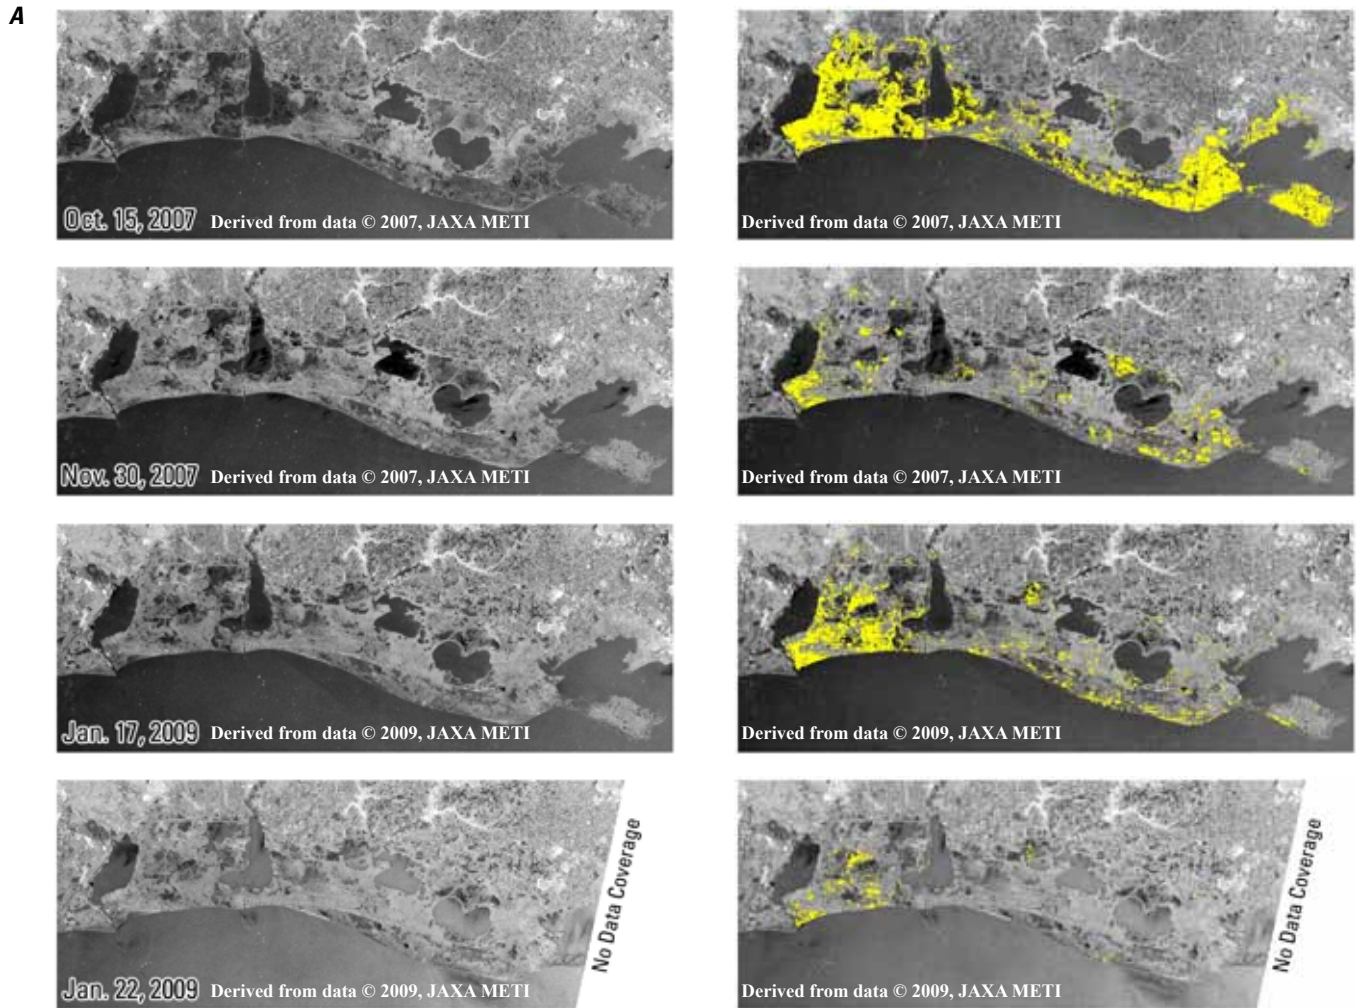 A
Oct. 15, 2007 Derived from data © 2007, JAXA METI
Derived from data © 2007, JAXA METI
Nov. 30, 2007 Derived from data © 2007, JAXA METI
Derived from data © 2007, JAXA METI
Jan. 17, 2009 Derived from data © 2009, JAXA METI
Derived from data © 2009, JAXA METI
No Data Coverage
No Data Coverage
Jan. 22, 2009 Derived from data © 2009, JAXA METI
Derived from data © 2009, JAXA METI